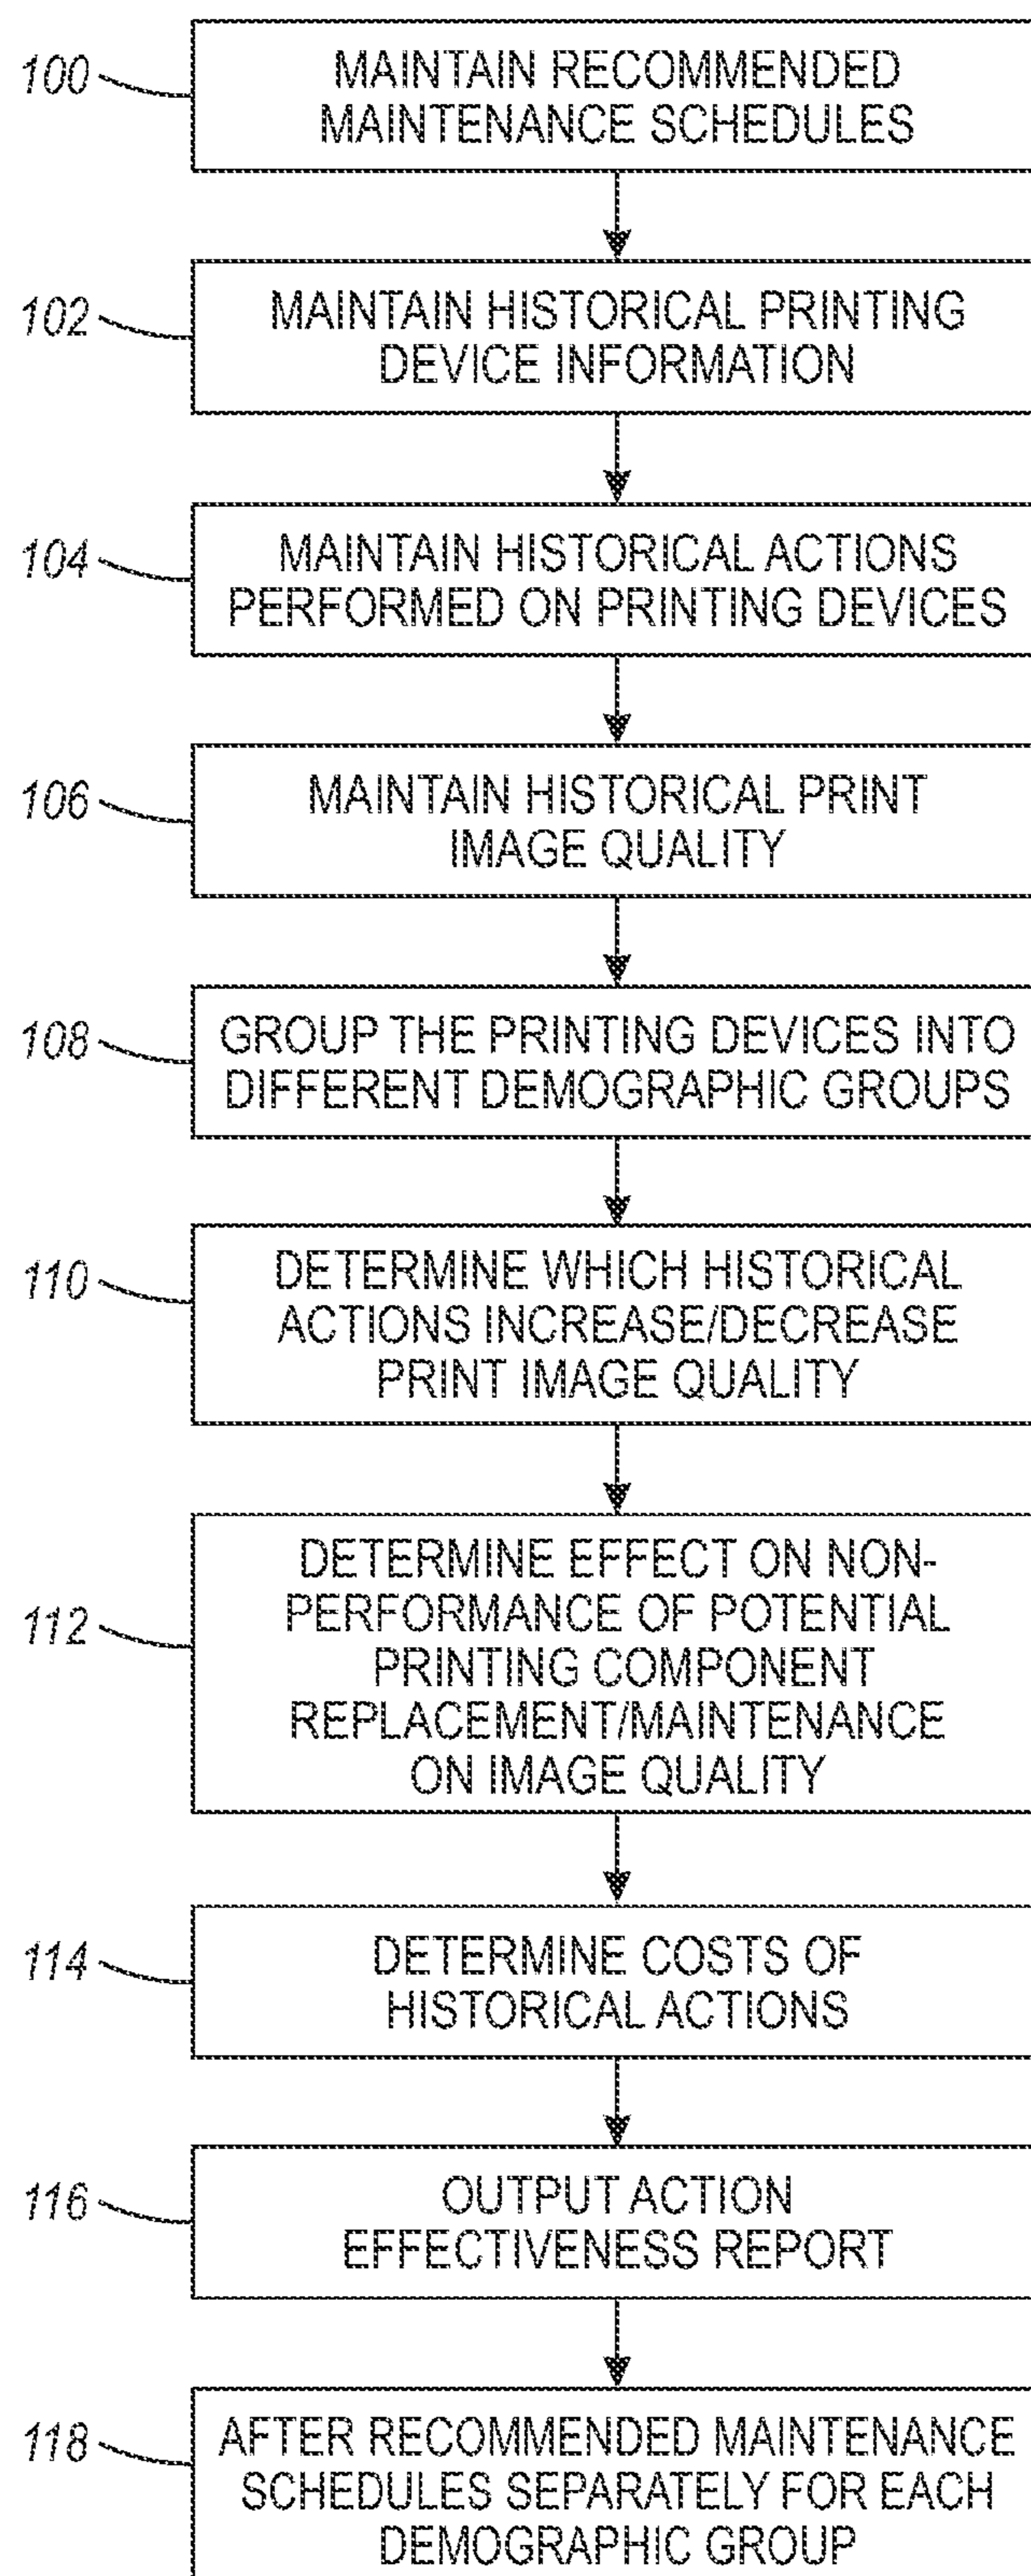 100
MAINTAIN RECOMMENDED
MAINTENANCE SCHEDULES
102
MAINTAIN HISTORICAL PRINTING
DEVICE INFORMATION
104
MAINTAIN HISTORICAL ACTIONS
PERFORMED ON PRINTING DEVICES
106
MAINTAIN HISTORICAL PRINT
IMAGE QUALITY
108
GROUP THE PRINTING DEVICES INTO
DIFFERENT DEMOGRAPHIC GROUPS
110
DETERMINE WHICH HISTORICAL
ACTIONS INCREASE/DECREASE
PRINT IMAGE QUALITY
112
DETERMINE EFFECT ON NON-
PERFORMANCE OF POTENTIAL
PRINTING COMPONENT
REPLACEMENT/MAINTENANCE
ON IMAGE QUALITY
114
DETERMINE COSTS OF
HISTORICAL ACTIONS
116
OUTPUT ACTION
EFFECTIVENESS REPORT
118
AFTER RECOMMENDED MAINTENANCE
SCHEDULES SEPARATELY FOR EACH
DEMOGRAPHIC GROUP